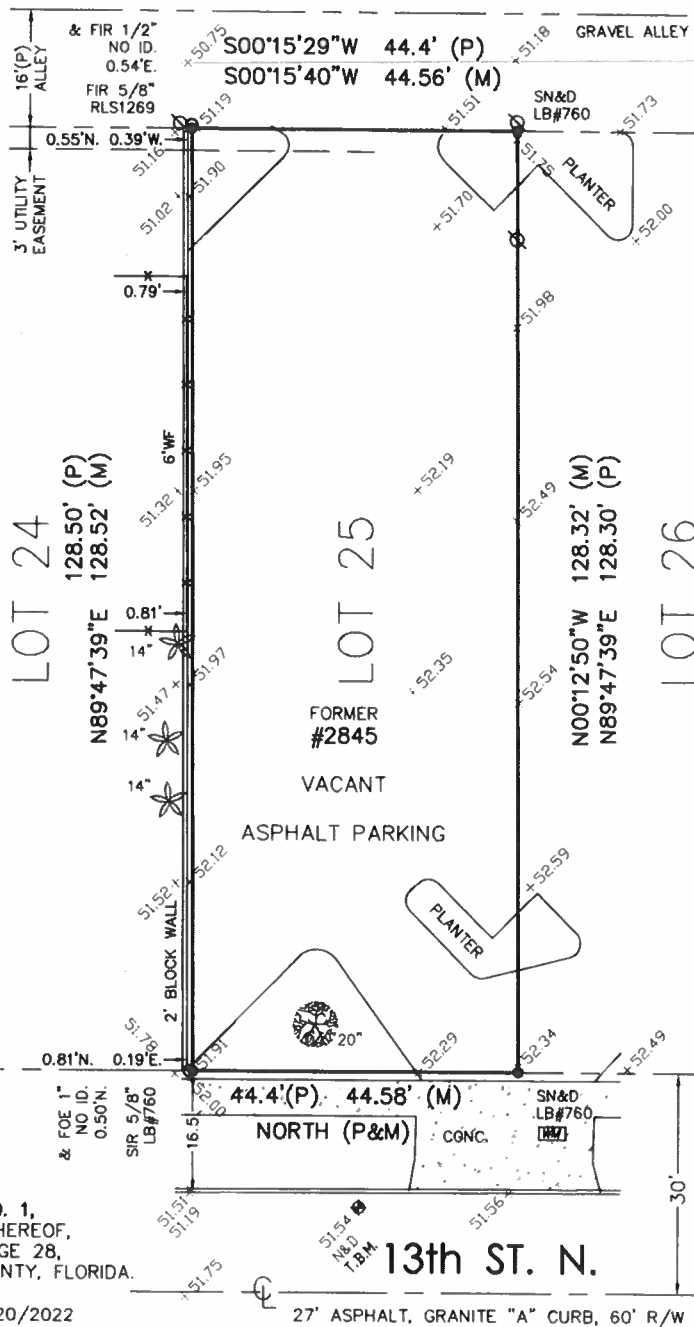 & FIR 1/2"
NO ID.
0.54'E.
FIR 5/8"
RLS1269
16'(P)
ALLEY
+50.75
S00°15'29"W 44.4' (P)
S00°15'40"W 44.56' (M)
+51.18
GRAVEL ALLEY
+51.19
+51.51
SN&D
LB#760
+51.73
0.55'N. 0.39'W.
51.16
3' UTILITY
EASEMENT
51.02
+51.90
51.75
PLANTER
+51.70
+52.00
0.79'
+51.98
6'WF
51.32 +
+51.95
+52.19
+52.49
LOT 24
128.50' (P)
N89°47'39"E 128.52' (M)
LOT 25
N00°12'50"W 128.32' (M)
N89°47'39"E 128.30' (P)
LOT 26
0.81'
14"
51.47 +
+51.97
+52.35
+52.54
14"
14"
FORMER
#2845
VACANT
ASPHALT PARKING
51.52 +
+52.12
+52.59
PLANTER
2' BLOCK WALL
20"
51.78
0.81'N. 0.19'E.
51.91
+52.00
+52.29
+52.34
+52.49
& FOE 1"
NO ID.
0.50'N.
SIR 5/8"
LB#760
16.5'
44.4'(P) 44.58' (M)
NORTH (P&M)
CONC.
SN&D
LB#760
WM
30'
51.51
51.19
51.54
N&D
T.B.M.
51.56+
13th ST. N.
+51.75
CL
27' ASPHALT, GRANITE "A" CURB, 60' R/W
. 1,
HEREOF,
GE 28,
NTY, FLORIDA.
20/2022